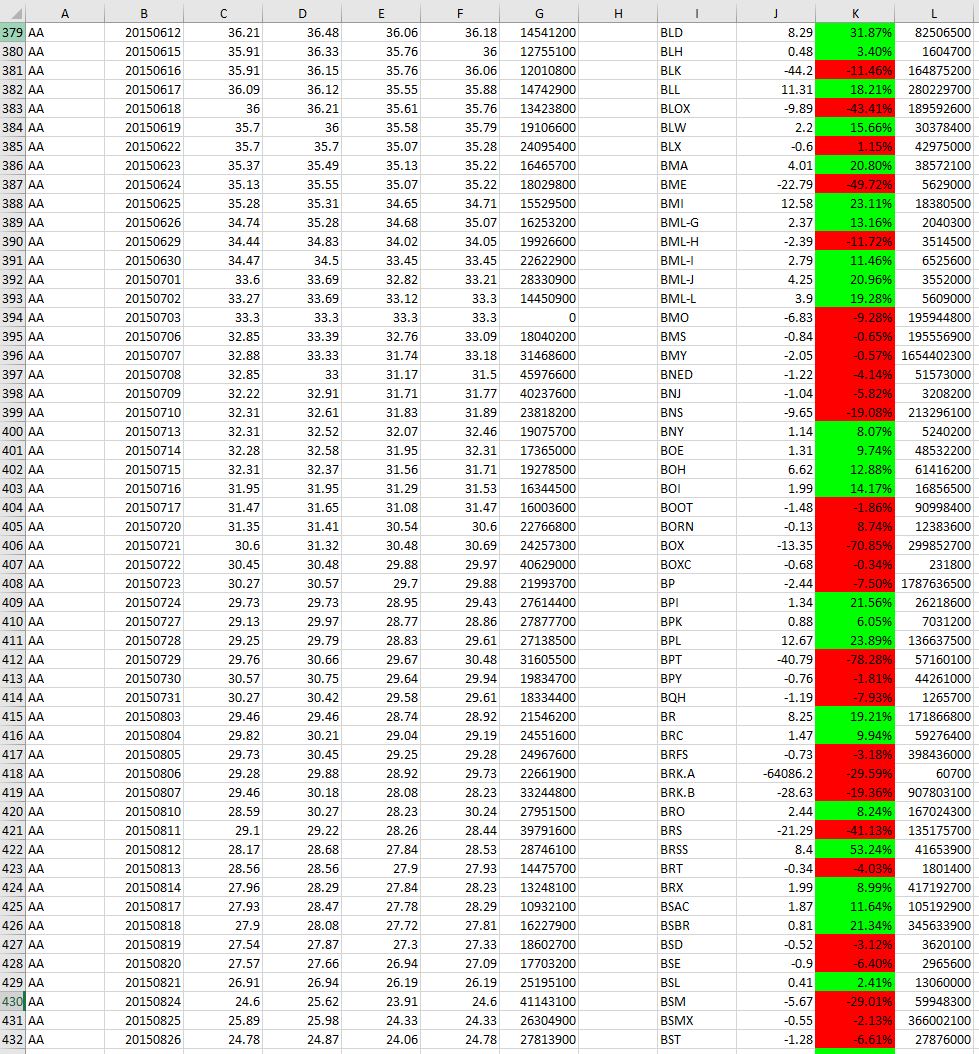 A B C D E F G H I J K L
379 AA 20150612 36.21 36.48 36.06 36.18 14541200 BLD 8.29 31.87% 82506500
380 AA 20150615 35.91 36.33 35.76 36 12755100 BLH 0.48 3.40% 1604700
381 AA 20150616 35.91 36.15 35.76 36.06 12010800 BLK -44.2 -11.46% 164875200
382 AA 20150617 36.09 36.12 35.55 35.88 14742900 BLL 11.31 18.21% 280229700
383 AA 20150618 36 36.21 35.61 35.76 13423800 BLOX -9.89 -43.41% 189592600
384 AA 20150619 35.7 36 35.58 35.79 19106600 BLW 2.2 15.66% 30378400
385 AA 20150622 35.7 35.7 35.07 35.28 24095400 BLX -0.6 1.15% 42975000
386 AA 20150623 35.37 35.49 35.13 35.22 16465700 BMA 4.01 20.80% 38572100
387 AA 20150624 35.13 35.55 35.07 35.22 18029800 BME -22.79 -49.72% 5629000
388 AA 20150625 35.28 35.31 34.65 34.71 15529500 BMI 12.58 23.11% 18380500
389 AA 20150626 34.74 35.28 34.68 35.07 16253200 BML-G 2.37 13.16% 2040300
390 AA 20150629 34.44 34.83 34.02 34.05 19926600 BML-H -2.39 -11.72% 3514500
391 AA 20150630 34.47 34.5 33.45 33.45 22622900 BML-I 2.79 11.46% 6525600
392 AA 20150701 33.6 33.69 32.82 33.21 28330900 BML-J 4.25 20.96% 3552000
393 AA 20150702 33.27 33.69 33.12 33.3 14450900 BML-L 3.9 19.28% 5609000
394 AA 20150703 33.3 33.3 33.3 33.3 0 BMO -6.83 -9.28% 195944800
395 AA 20150706 32.85 33.39 32.76 33.09 18040200 BMS -0.84 -0.65% 195556900
396 AA 20150707 32.88 33.33 31.74 33.18 31468600 BMY -2.05 -0.57% 1654402300
397 AA 20150708 32.85 33 31.17 31.5 45976600 BNED -1.22 -4.14% 51573000
398 AA 20150709 32.22 32.91 31.71 31.77 40237600 BNJ -1.04 -5.82% 3208200
399 AA 20150710 32.31 32.61 31.83 31.89 23818200 BNS -9.65 -19.08% 213296100
400 AA 20150713 32.31 32.52 32.07 32.46 19075700 BNY 1.14 8.07% 5240200
401 AA 20150714 32.28 32.58 31.95 32.31 17365000 BOE 1.31 9.74% 48532200
402 AA 20150715 32.31 32.37 31.56 31.71 19278500 BOH 6.62 12.88% 61416200
403 AA 20150716 31.95 31.95 31.29 31.53 16344500 BOI 1.99 14.17% 16856500
404 AA 20150717 31.47 31.65 31.08 31.47 16003600 BOOT -1.48 -1.86% 90998400
405 AA 20150720 31.35 31.41 30.54 30.6 22766800 BORN -0.13 8.74% 12383600
406 AA 20150721 30.6 31.32 30.48 30.69 24257300 BOX -13.35 -70.85% 299852700
407 AA 20150722 30.45 30.48 29.88 29.97 40629000 BOXC -0.68 -0.34% 231800
408 AA 20150723 30.27 30.57 29.7 29.88 21993700 BP -2.44 -7.50% 1787636500
409 AA 20150724 29.73 29.73 28.95 29.43 27614400 BPI 1.34 21.56% 26218600
410 AA 20150727 29.13 29.97 28.77 28.86 27877700 BPK 0.88 6.05% 7031200
411 AA 20150728 29.25 29.79 28.83 29.61 27138500 BPL 12.67 23.89% 136637500
412 AA 20150729 29.76 30.66 29.67 30.48 31605500 BPT -40.79 -78.28% 57160100
413 AA 20150730 30.57 30.75 29.64 29.94 19834700 BPY -0.76 -1.81% 44261000
414 AA 20150731 30.27 30.42 29.58 29.61 18334400 BQH -1.19 -7.93% 1265700
415 AA 20150803 29.46 29.46 28.74 28.92 21546200 BR 8.25 19.21% 171866800
416 AA 20150804 29.82 30.21 29.04 29.19 24551600 BRC 1.47 9.94% 59276400
417 AA 20150805 29.73 30.45 29.25 29.28 24967600 BRFS -0.73 -3.18% 398436000
418 AA 20150806 29.28 29.88 28.92 29.73 22661900 BRK.A -64086.2 -29.59% 60700
419 AA 20150807 29.46 30.18 28.08 28.23 33244800 BRK.B -28.63 -19.36% 907803100
420 AA 20150810 28.59 30.27 28.23 30.24 27951500 BRO 2.44 8.24% 167024300
421 AA 20150811 29.1 29.22 28.26 28.44 39791600 BRS -21.29 -41.13% 135175700
422 AA 20150812 28.17 28.68 27.84 28.53 28746100 BRSS 8.4 53.24% 41653900
423 AA 20150813 28.56 28.56 27.9 27.93 14475700 BRT -0.34 -4.03% 1801400
424 AA 20150814 27.96 28.29 27.84 28.23 13248100 BRX 1.99 8.99% 417192700
425 AA 20150817 27.93 28.47 27.78 28.29 10932100 BSAC 1.87 11.64% 105192900
426 AA 20150818 27.9 28.08 27.72 27.81 16227900 BSBR 0.81 21.34% 345633900
427 AA 20150819 27.54 27.87 27.3 27.33 18602700 BSD -0.52 -3.12% 3620100
428 AA 20150820 27.57 27.66 26.94 27.09 17703200 BSE -0.9 -6.40% 2965600
429 AA 20150821 26.91 26.94 26.19 26.19 25195100 BSL 0.41 2.41% 13060000
430 AA 20150824 24.6 25.62 23.91 24.6 41143100 BSM -5.67 -29.01% 59948300
431 AA 20150825 25.89 25.98 24.33 24.33 26304900 BSMX -0.55 -2.13% 366002100
432 AA 20150826 24.78 24.87 24.06 24.78 27813900 BST -1.28 -6.61% 27876000